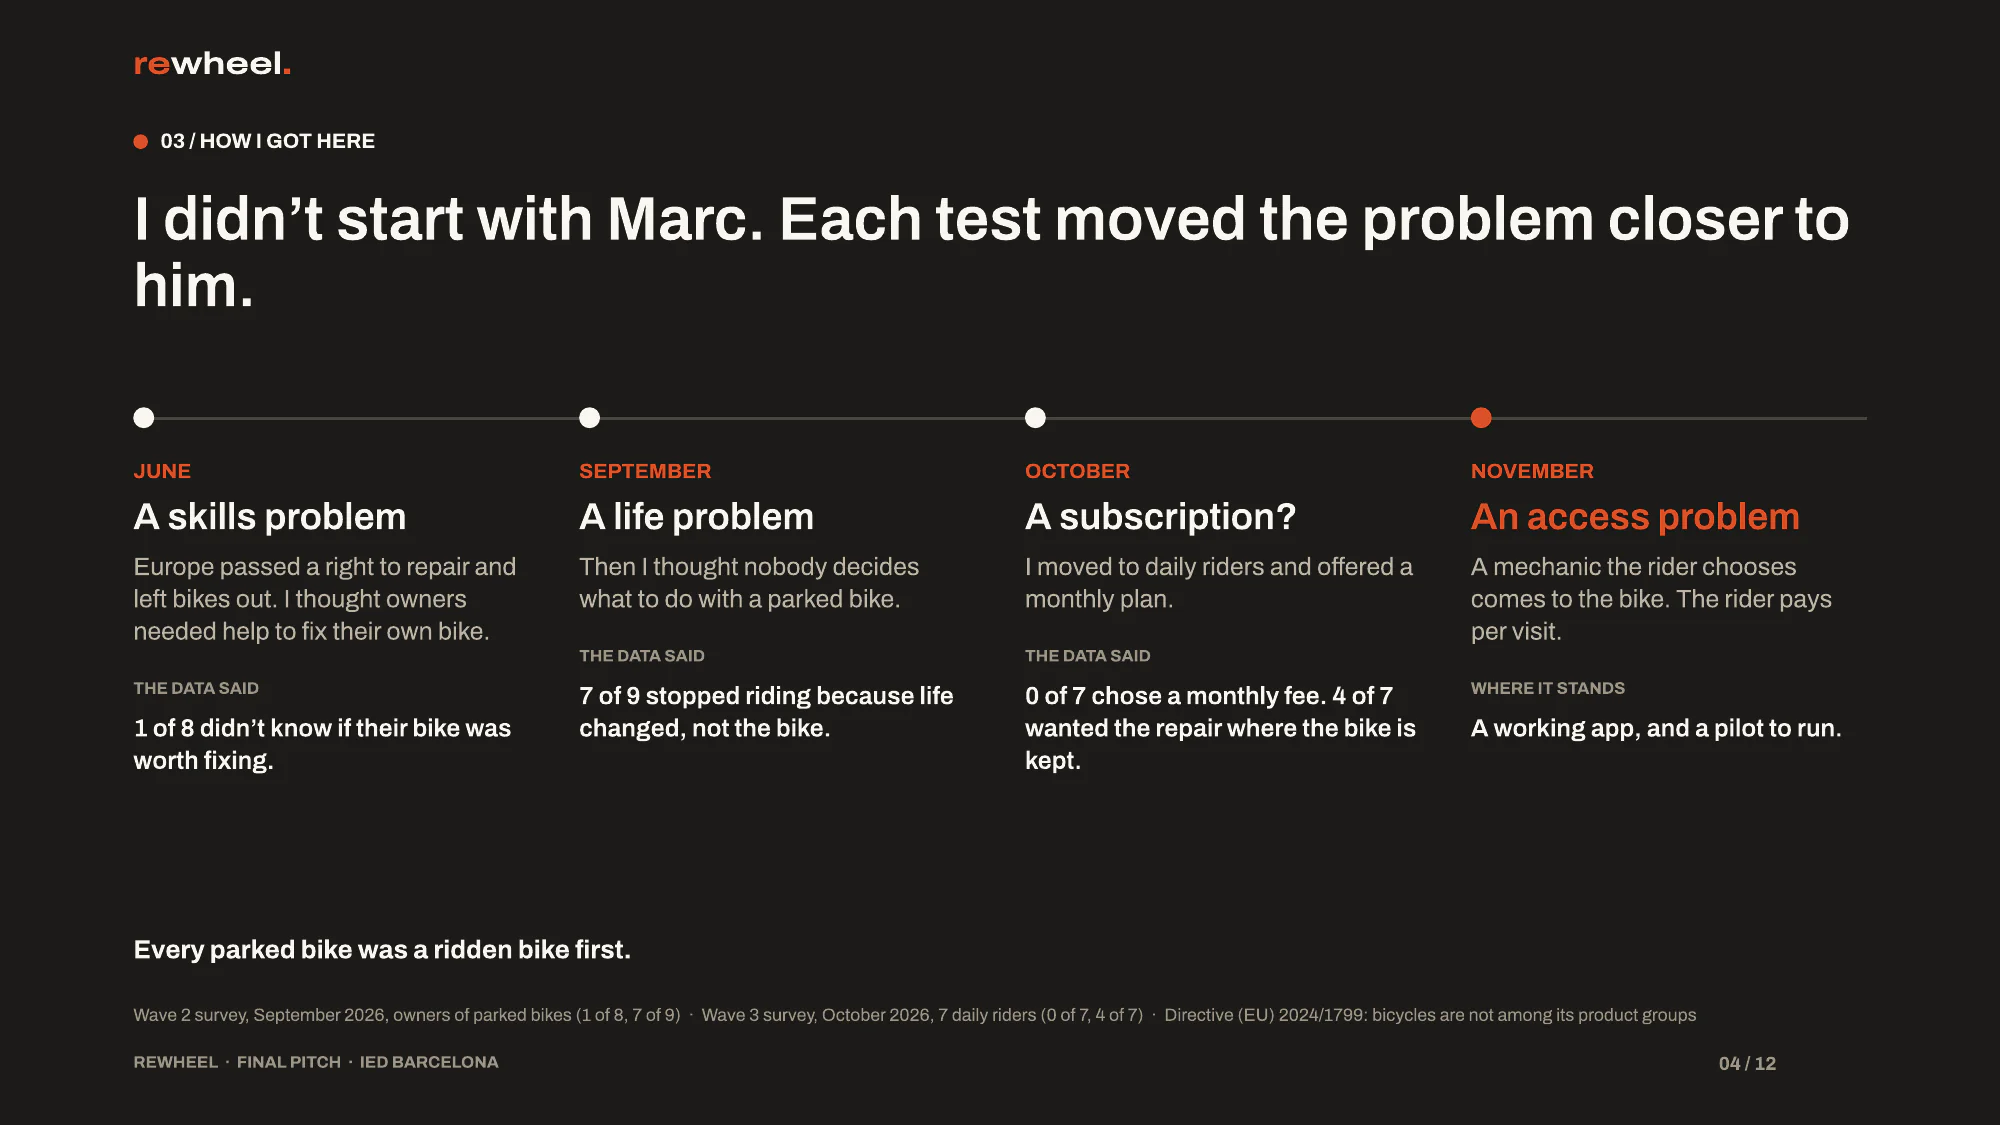 rewheel.
03 / HOW I GOT HERE
I didn’t start with Marc. Each test moved the problem closer to
him.
JUNE
A skills problem
Europe passed a right to repair and
left bikes out. I thought owners
needed help to fix their own bike.
THE DATA SAID
1 of 8 didn’t know if their bike was
worth fixing.
SEPTEMBER
A life problem
Then I thought nobody decides
what to do with a parked bike.
THE DATA SAID
7 of 9 stopped riding because life
changed, not the bike.
OCTOBER
A subscription?
I moved to daily riders and offered a
monthly plan.
THE DATA SAID
0 of 7 chose a monthly fee. 4 of 7
wanted the repair where the bike is
kept.
NOVEMBER
An access problem
A mechanic the rider chooses
comes to the bike. The rider pays
per visit.
WHERE IT STANDS
A working app, and a pilot to run.
Every parked bike was a ridden bike first.
Wave 2 survey, September 2026, owners of parked bikes (1 of 8, 7 of 9) · Wave 3 survey, October 2026, 7 daily riders (0 of 7, 4 of 7) · Directive (EU) 2024/1799: bicycles are not among its product groups
REWHEEL · FINAL PITCH · IED BARCELONA
04 / 12